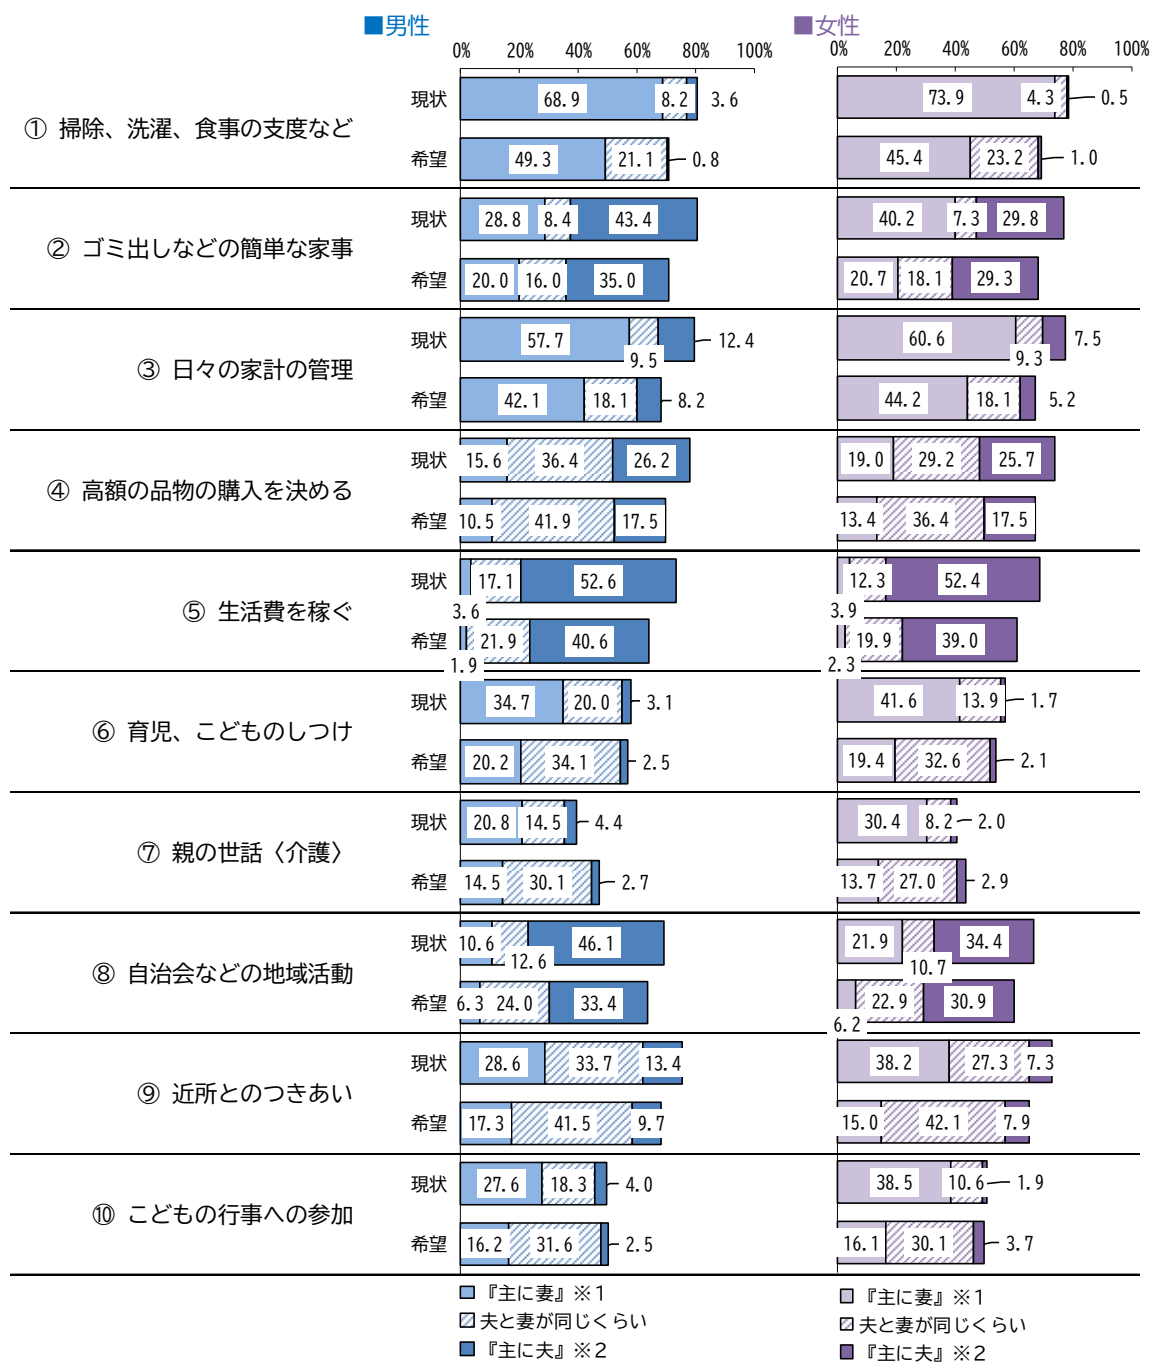 ■男性 ■女性
0% 20% 40% 60% 80% 100% 0% 20% 40% 60% 80% 100%
① 掃除、洗濯、食事の支度など
現状 68.9 8.2 3.6 73.9 4.3 0.5
希望 49.3 21.1 0.8 45.4 23.2 1.0
② ゴミ出しなどの簡単な家事
現状 28.8 8.4 43.4 40.2 7.3 29.8
希望 20.0 16.0 35.0 20.7 18.1 29.3
③ 日々の家計の管理
現状 57.7 9.5 12.4 60.6 9.3 7.5
希望 42.1 18.1 8.2 44.2 18.1 5.2
④ 高額の品物の購入を決める
現状 15.6 36.4 26.2 19.0 29.2 25.7
希望 10.5 41.9 17.5 13.4 36.4 17.5
⑤ 生活費を稼ぐ
現状 3.6 17.1 52.6 3.9 12.3 52.4
希望 1.9 21.9 40.6 2.3 19.9 39.0
⑥ 育児、こどものしつけ
現状 34.7 20.0 3.1 41.6 13.9 1.7
希望 20.2 34.1 2.5 19.4 32.6 2.1
⑦ 親の世話〈介護〉
現状 20.8 14.5 4.4 30.4 8.2 2.0
希望 14.5 30.1 2.7 13.7 27.0 2.9
⑧ 自治会などの地域活動
現状 10.6 12.6 46.1 21.9 10.7 34.4
希望 6.3 24.0 33.4 6.2 22.9 30.9
⑨ 近所とのつきあい
現状 28.6 33.7 13.4 38.2 27.3 7.3
希望 17.3 41.5 9.7 15.0 42.1 7.9
⑩ こどもの行事への参加
現状 27.6 18.3 4.0 38.5 10.6 1.9
希望 16.2 31.6 2.5 16.1 30.1 3.7
『主に妻』※1 『主に妻』※1
夫と妻が同じくらい 夫と妻が同じくらい
『主に夫』※2 『主に夫』※2